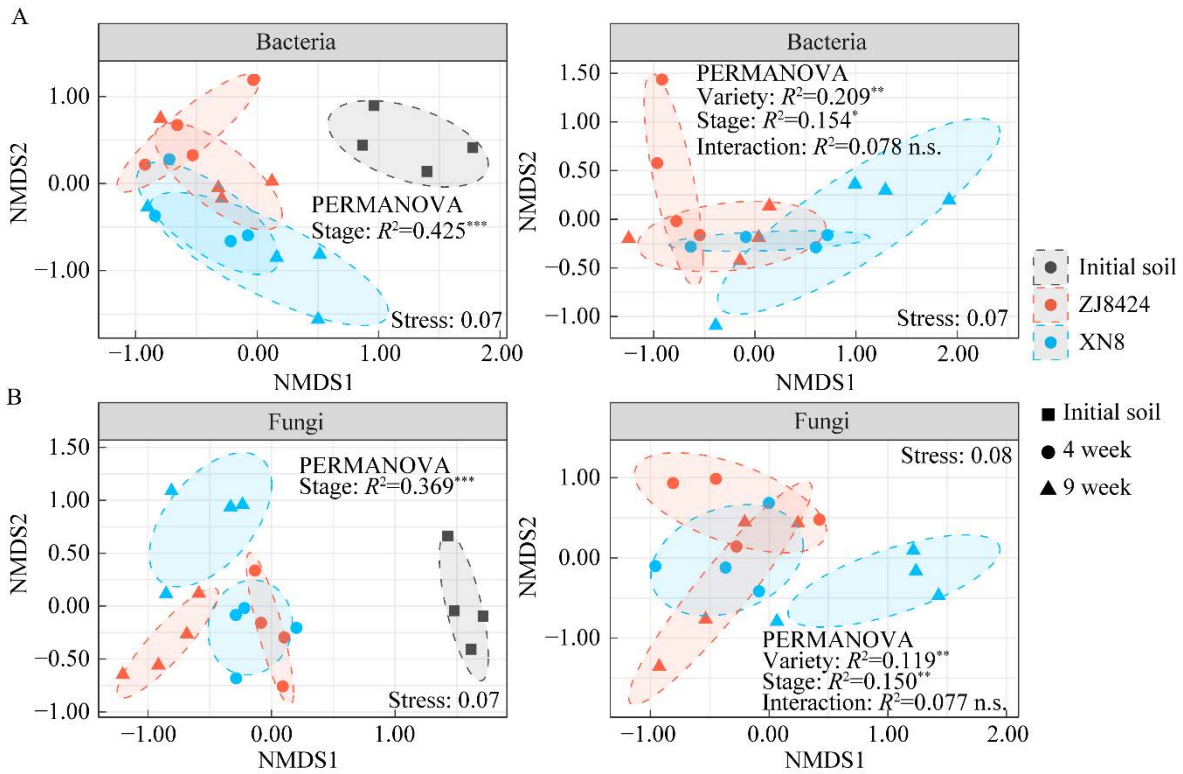 A
Bacteria
NMDS2
1.00
0.00
−1.00
PERMANOVA
Stage: R²=0.425***
Stress: 0.07
−1.00 0.00 1.00 2.00
NMDS1
Bacteria
NMDS2
1.50
1.00
0.50
−0.00
−0.50
−1.00
PERMANOVA
Variety: R²=0.209**
Stage: R²=0.154*
Interaction: R²=0.078 n.s.
Stress: 0.07
−1.00 0.00 1.00 2.00
NMDS1
Initial soil
ZJ8424
XN8
Initial soil
4 week
9 week
B
Fungi
NMDS2
1.50
1.00
0.50
0.00
−0.50
−1.00
PERMANOVA
Stage: R²=0.369***
Stress: 0.07
−1.00 0.00 1.00
NMDS1
Fungi
NMDS2
1.00
0.00
−1.00
Stress: 0.08
PERMANOVA
Variety: R²=0.119**
Stage: R²=0.150**
Interaction: R²=0.077 n.s.
−1.00 0.00 1.00 2.00
NMDS1